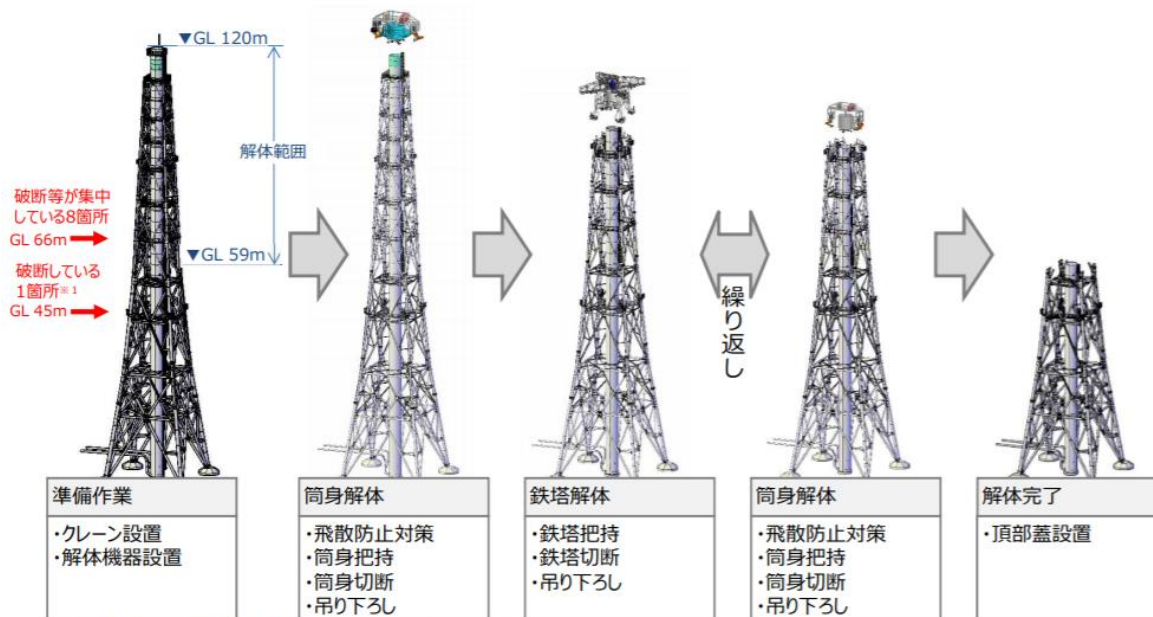 ▼GL 120m
解体範囲
破断等が集中
している8箇所
GL 66m
▼GL 59m
破断している
1箇所※1
GL 45m
繰り返し
準備作業
・クレーン設置
・解体機器設置
筒身解体
・飛散防止対策
・筒身把持
・筒身切断
・吊り下ろし
鉄塔解体
・鉄塔把持
・鉄塔切断
・吊り下ろし
筒身解体
・飛散防止対策
・筒身把持
・筒身切断
・吊り下ろし
解体完了
・頂部蓋設置